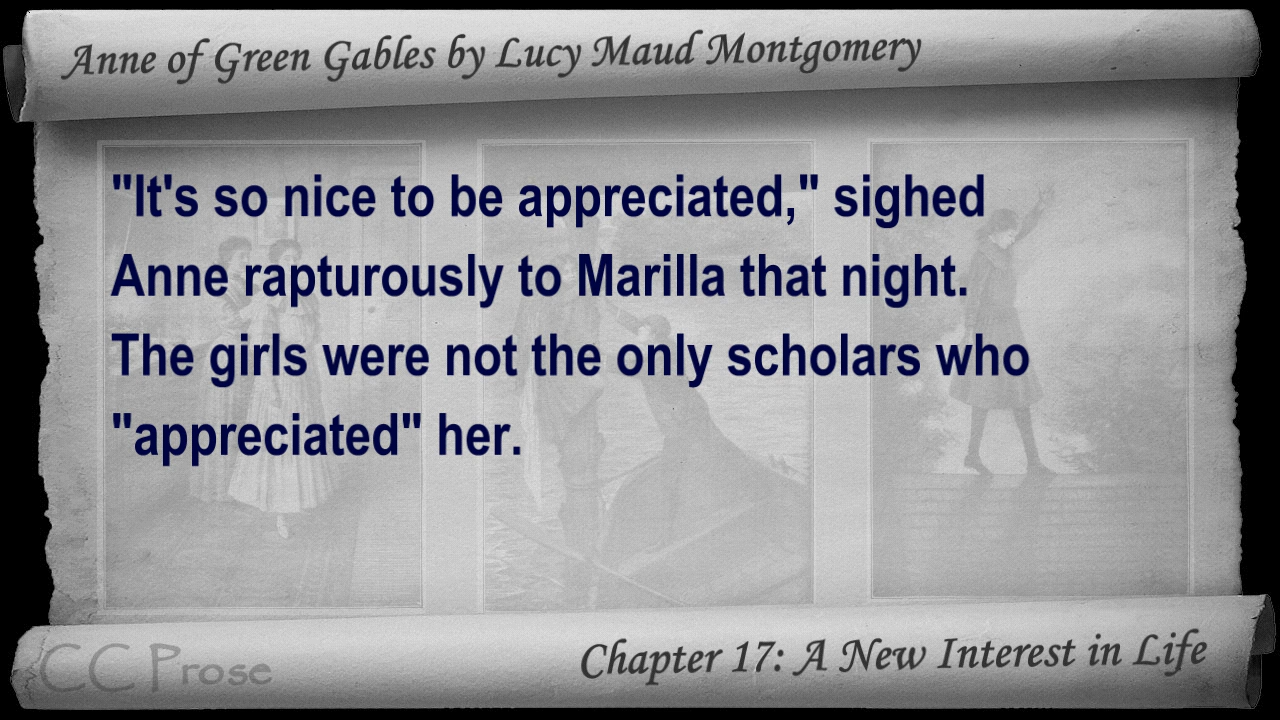 Anne of Green Gables by Lucy Maud Montgomery
"It's so nice to be appreciated," sighed
Anne rapturously to Marilla that night.
The girls were not the only scholars who
"appreciated" her.
CC Prose
Chapter 17: A New Interest in Life